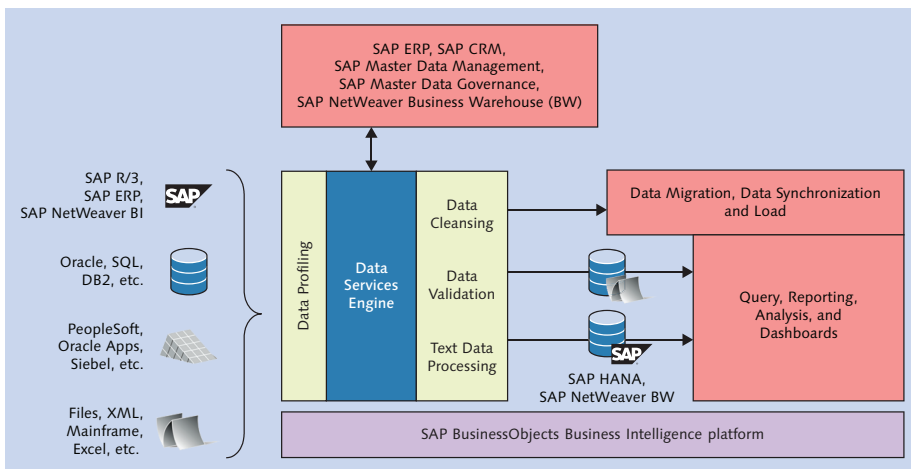 SAP ERP, SAP CRM,
SAP Master Data Management,
SAP Master Data Governance,
SAP NetWeaver Business Warehouse (BW)
SAP R/3,
SAP ERP,
SAP NetWeaver BI
SAP
Oracle, SQL,
DB2, etc.
PeopleSoft,
Oracle Apps,
Siebel, etc.
Files, XML,
Mainframe,
Excel, etc.
Data Profiling
Data
Services
Engine
Data
Cleansing
Data
Validation
Text Data
Processing
Data Migration, Data Synchronization
and Load
SAP
SAP HANA,
SAP NetWeaver BW
Query, Reporting,
Analysis, and
Dashboards
SAP BusinessObjects Business Intelligence platform